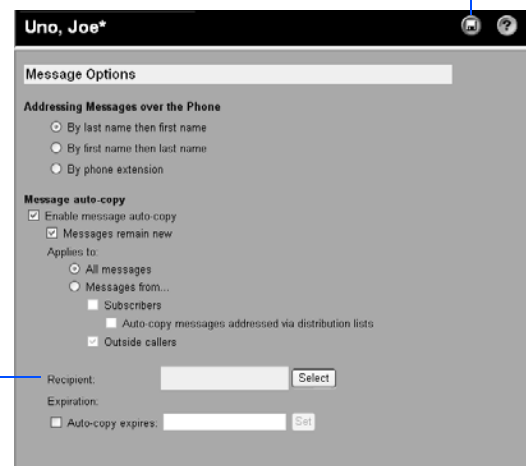 Uno, Joe*
?
Message Options
Addressing Messages over the Phone
By last name then first name
By first name then last name
By phone extension
Message auto-copy
Enable message auto-copy
Messages remain new
Applies to:
All messages
Messages from...
Subscribers
Auto-copy messages addressed via distribution lists
Outside callers
Recipient: Select
Expiration:
Auto-copy expires: Set